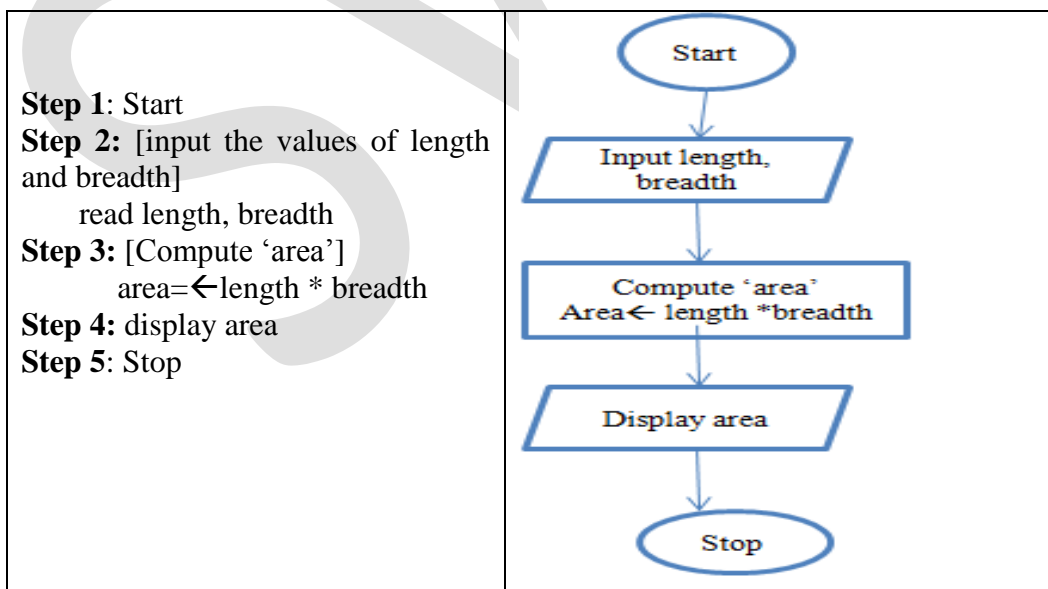 Step 1: Start
Step 2: [input the values of length
and breadth]
read length, breadth
Step 3: [Compute ‘area’]
area=←length * breadth
Step 4: display area
Step 5: Stop
Start
Input length,
breadth
Compute ‘area’
Area← length *breadth
Display area
Stop